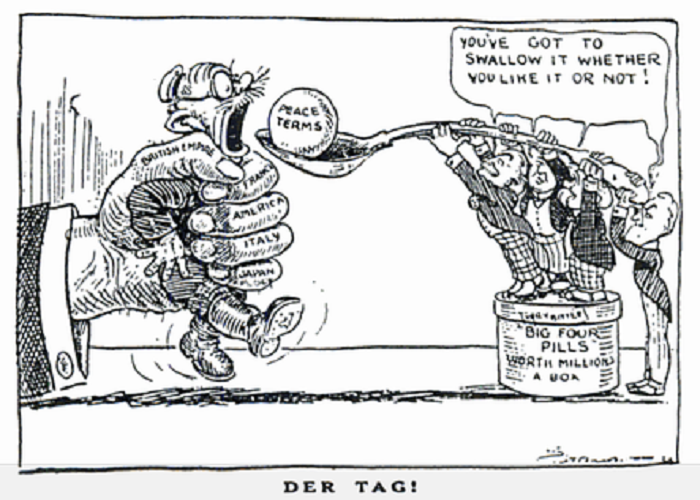 YOU'VE GOT TO
SWALLOW IT WHETHER
YOU LIKE IT OR NOT!
PEACE
TERMS
BRITISH EMPIRE
FRANCE
AMERICA
ITALY
JAPAN
BIG FOUR
PILLS
WORTH MILLIONS
A BOX
DER TAG!